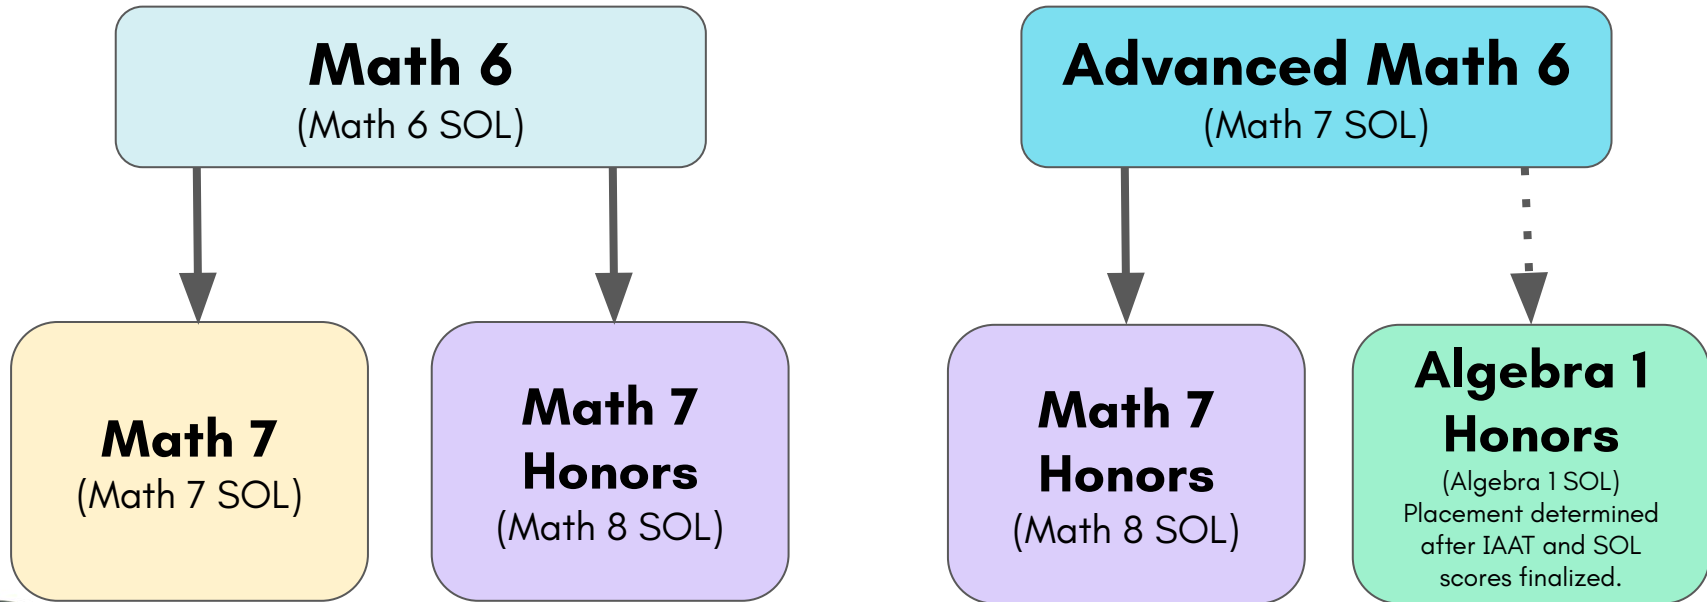 Math 6
(Math 6 SOL)
Advanced Math 6
(Math 7 SOL)
Math 7
(Math 7 SOL)
Math 7
Honors
(Math 8 SOL)
Math 7
Honors
(Math 8 SOL)
Algebra 1
Honors
(Algebra 1 SOL)
Placement determined
after IAAT and SOL
scores finalized.